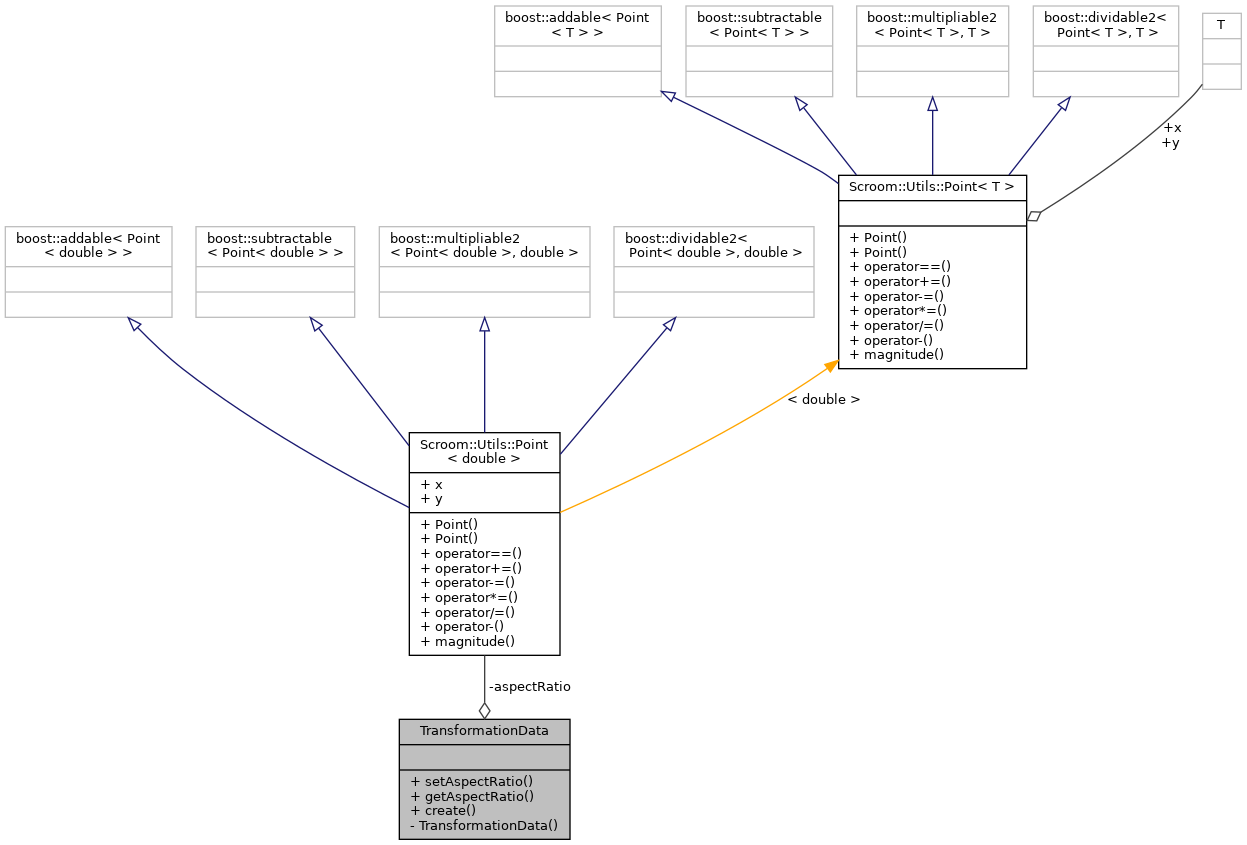 boost::addable< Point
< T > >
boost::subtractable
< Point< T > >
boost::multipliable2
< Point< T >, T >
boost::dividable2<
Point< T >, T >
T
+x
+y
Scroom::Utils::Point< T >
+ Point()
+ Point()
+ operator==()
+ operator+=()
+ operator-=()
+ operator*=()
+ operator/=()
+ operator-()
+ magnitude()
boost::addable< Point
< double > >
boost::subtractable
< Point< double > >
boost::multipliable2
< Point< double >, double >
boost::dividable2<
Point< double >, double >
< double >
Scroom::Utils::Point
< double >
+ x
+ y
+ Point()
+ Point()
+ operator==()
+ operator+=()
+ operator-=()
+ operator*=()
+ operator/=()
+ operator-()
+ magnitude()
-aspectRatio
TransformationData
+ setAspectRatio()
+ getAspectRatio()
+ create()
- TransformationData()